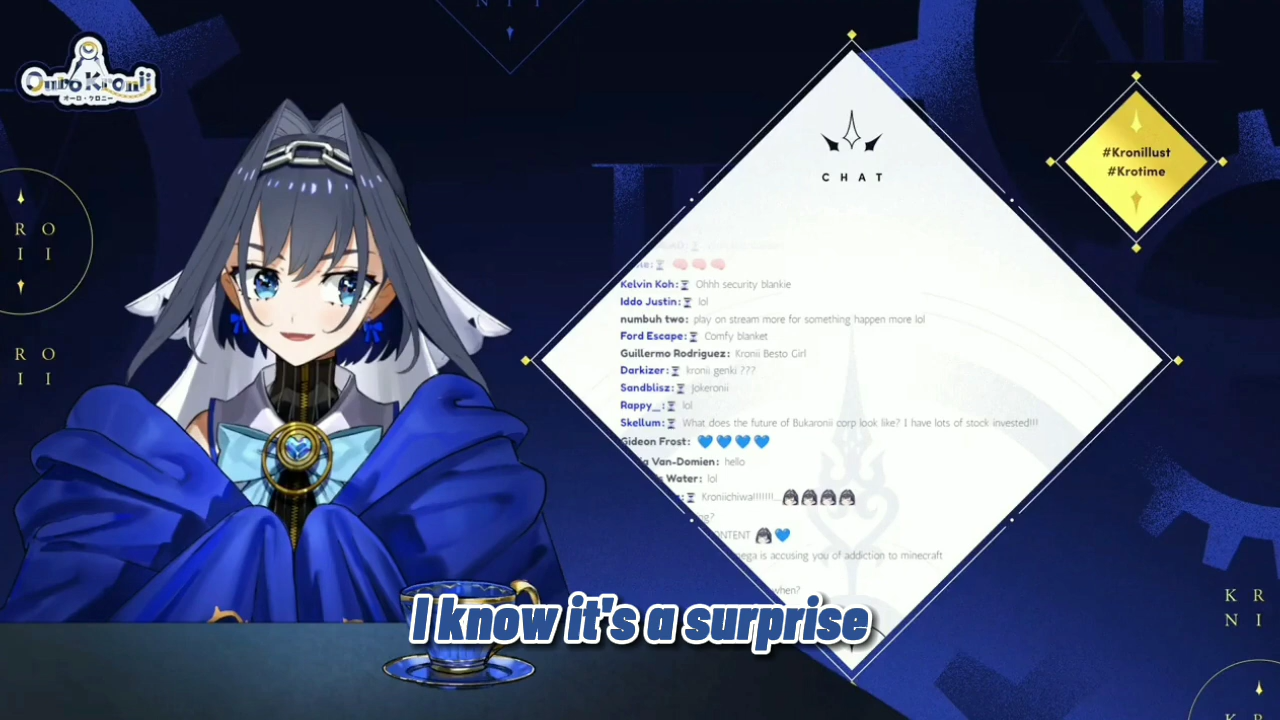 Ouro Kronii
オーロ・クロニー
N I I
R O
I I
R O
I I
CHAT
#Kronillust
#Krotime
Kelvin Koh: Ohhh security blankie
Iddo Justin: lol
numbuh two: play on stream more for something happen more lol
Ford Escape: Comfy blanket
Guillermo Rodriguez: Kronii Besto Girl
Darkizer: kronii genki ???
Sandblisz: Jokeronii
Rappy_: lol
Skellum: What does the future of Bukaronii corp look like? I have lots of stock invested!!!
Gideon Frost: 💙💙💙💙
Van-Domien: hello
Water: lol
Kroniichiwa!!!!!!!...
is accusing you of addiction to minecraft
when?
I know it's a surprise
K R
N I